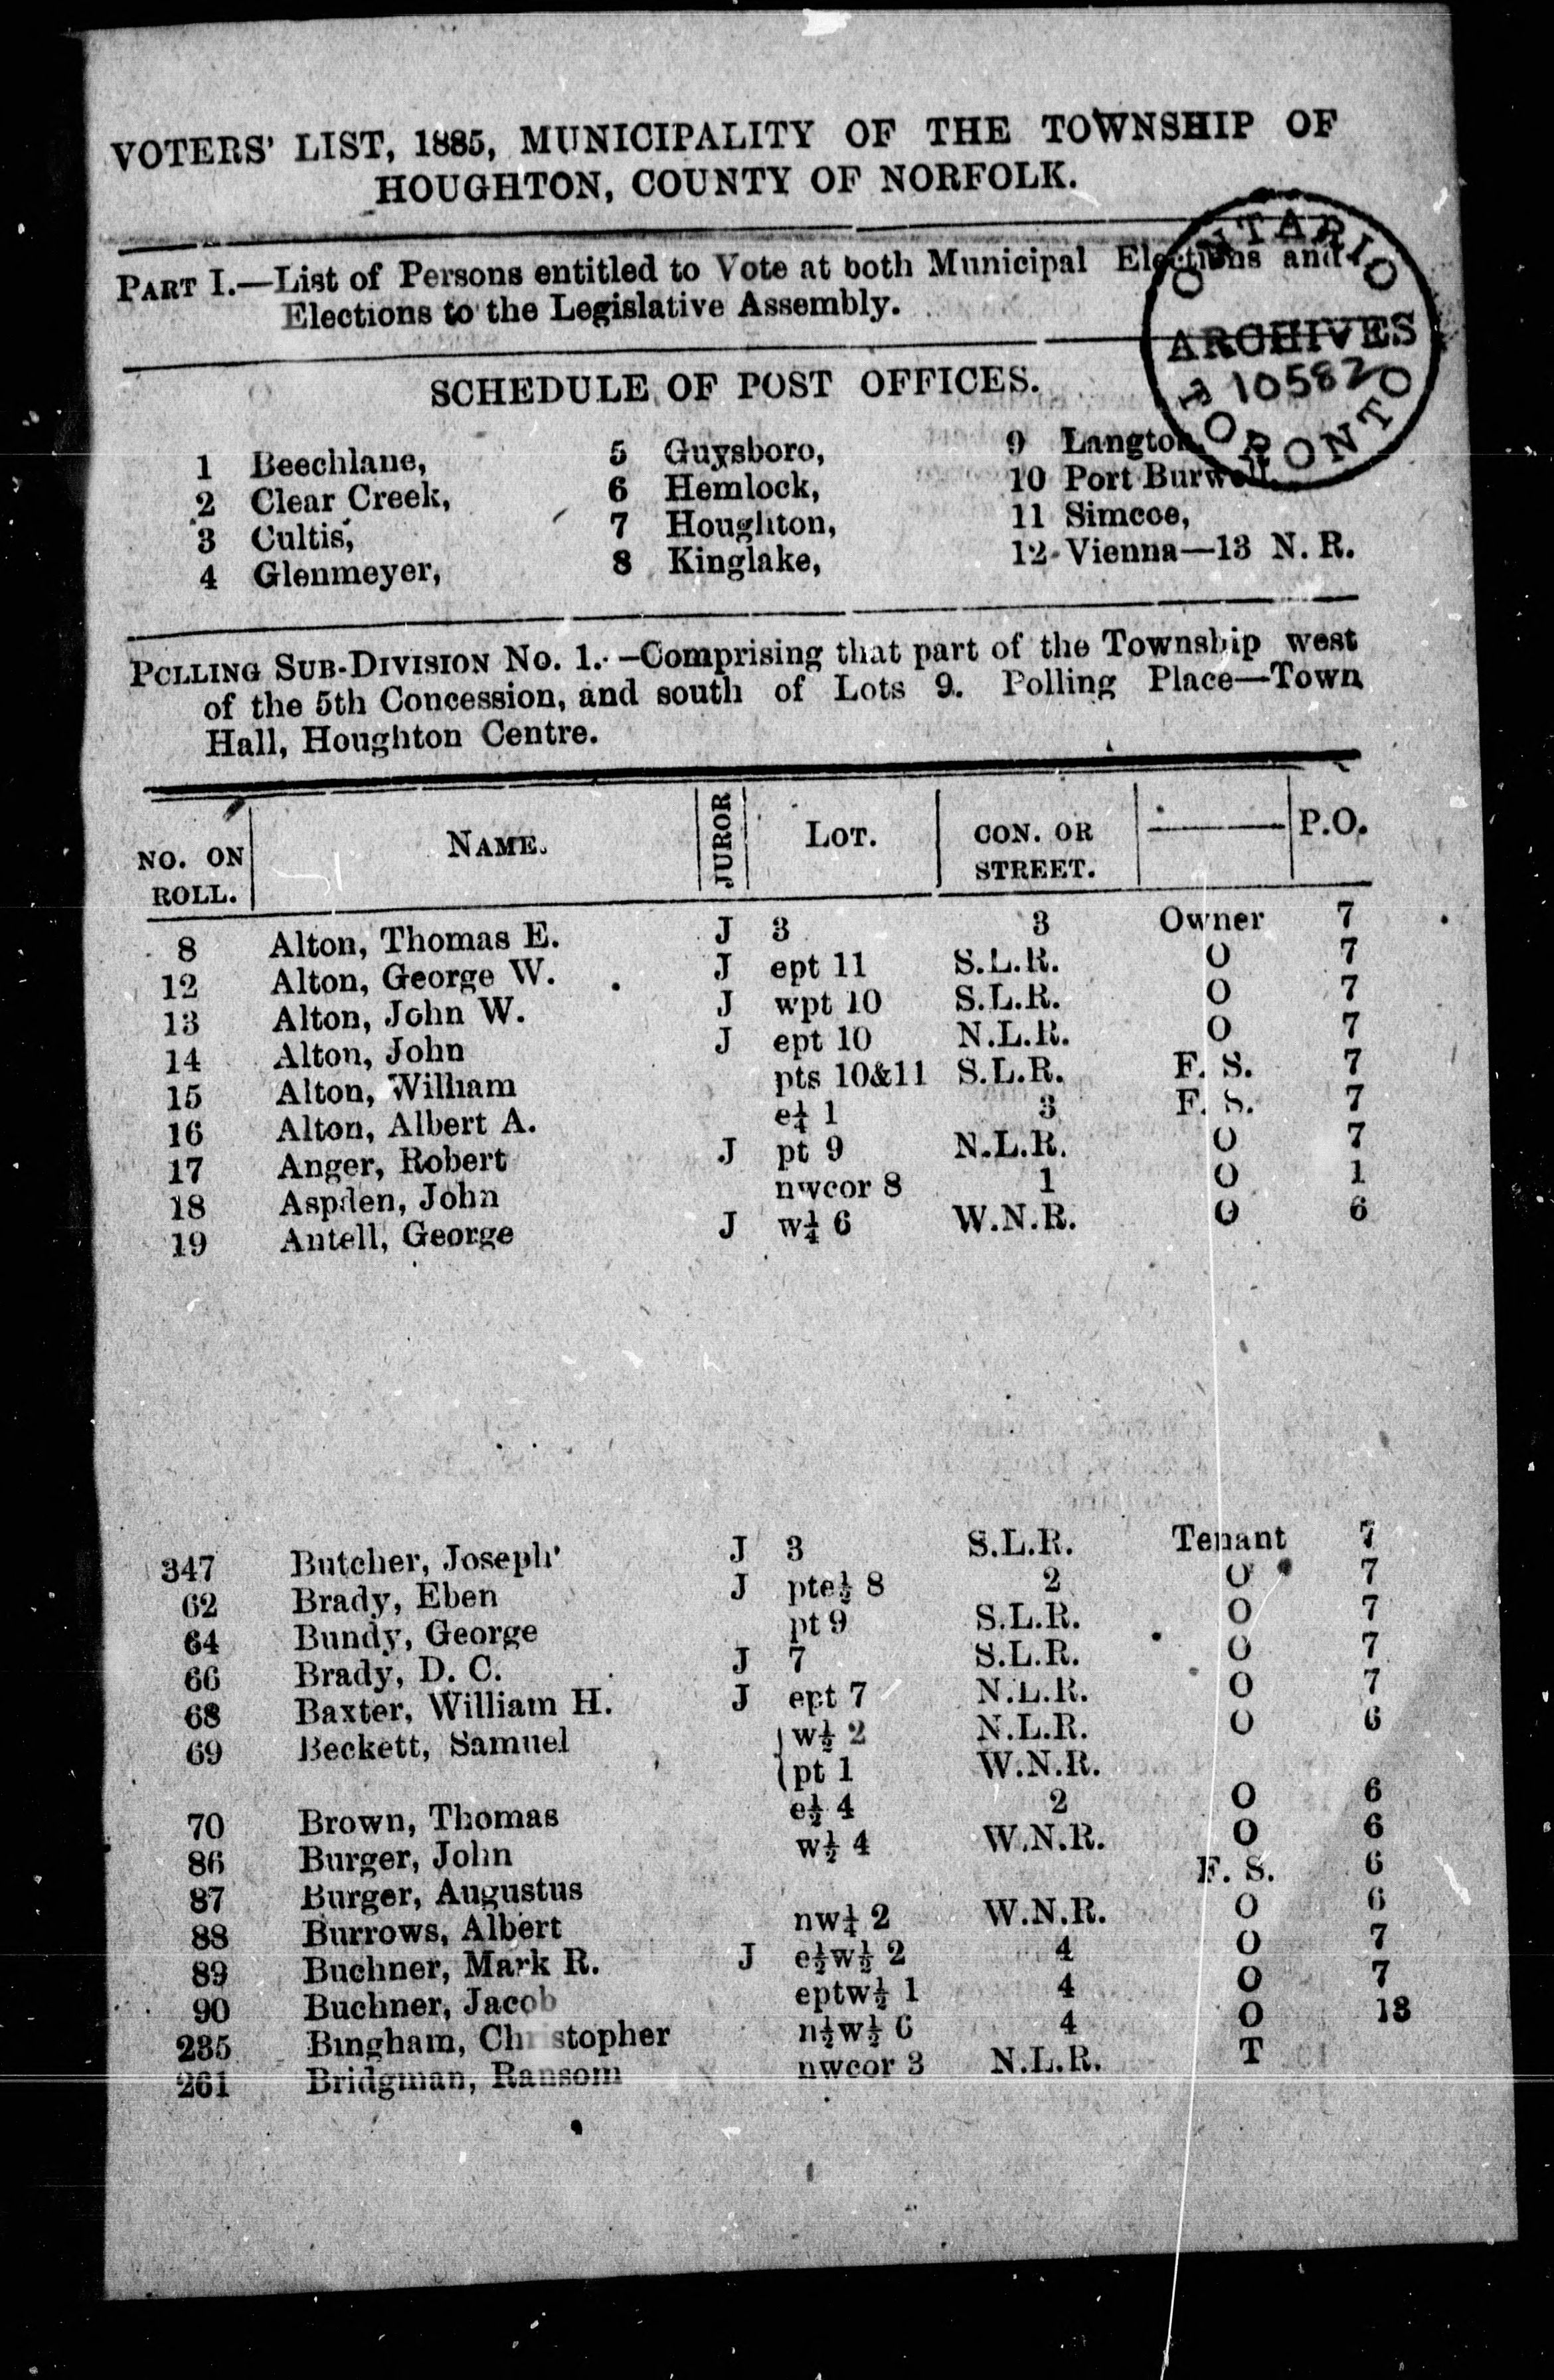 VOTERS' LIST, 1885, MUNICIPALITY OF THE TOWNSHIP OF
HOUGHTON, COUNTY OF NORFOLK.
PART I.—List of Persons entitled to Vote at both Municipal Elections and
Elections to the Legislative Assembly.
ONTARIO
ARCHIVES
10582
TORONTO
SCHEDULE OF POST OFFICES.
1 Beechlane, 5 Guysboro, 9 Langton
2 Clear Creek, 6 Hemlock, 10 Port Burwell,
3 Cultis, 7 Houghton, 11 Simcoe,
4 Glenmeyer, 8 Kinglake, 12 Vienna—13 N. R.
POLLING SUB-DIVISION NO. 1.—Comprising that part of the Township west
of the 5th Concession, and south of Lots 9. Polling Place—Town
Hall, Houghton Centre.
NO. ON ROLL. NAME. JUROR LOT. CON. OR STREET. P.O.
8 Alton, Thomas E. J 3 3 Owner 7
12 Alton, George W. J ept 11 S.L.R. O 7
13 Alton, John W. J wpt 10 S.L.R. O 7
14 Alton, John J ept 10 N.L.R. O 7
15 Alton, William pts 10&11 S.L.R. F. S. 7
16 Alton, Albert A. e¼ 1 3 F. S. 7
17 Anger, Robert J pt 9 N.L.R. O 7
18 Aspden, John nwcor 8 1 O 1
19 Antell, George J w¼ 6 W.N.R. O 6
347 Butcher, Joseph J 3 S.L.R. Tenant 7
62 Brady, Eben J pte½ 8 2 O 7
64 Bundy, George pt 9 S.L.R. O 7
66 Brady, D. C. J 7 S.L.R. O 7
68 Baxter, William H. J ept 7 N.L.R. O 7
69 Beckett, Samuel {w½ 2 N.L.R. O 6
{pt 1 W.N.R.
70 Brown, Thomas e½ 4 2 O 6
86 Burger, John w½ 4 W.N.R. O 6
87 Burger, Augustus F. S. 6
88 Burrows, Albert nw¼ 2 W.N.R. O 6
89 Buchner, Mark R. J e½w½ 2 4 O 7
90 Buchner, Jacob eptw½ 1 4 O 7
235 Bingham, Christopher n½w½ 6 4 O 13
261 Bridgman, Ransom nwcor 3 N.L.R. T